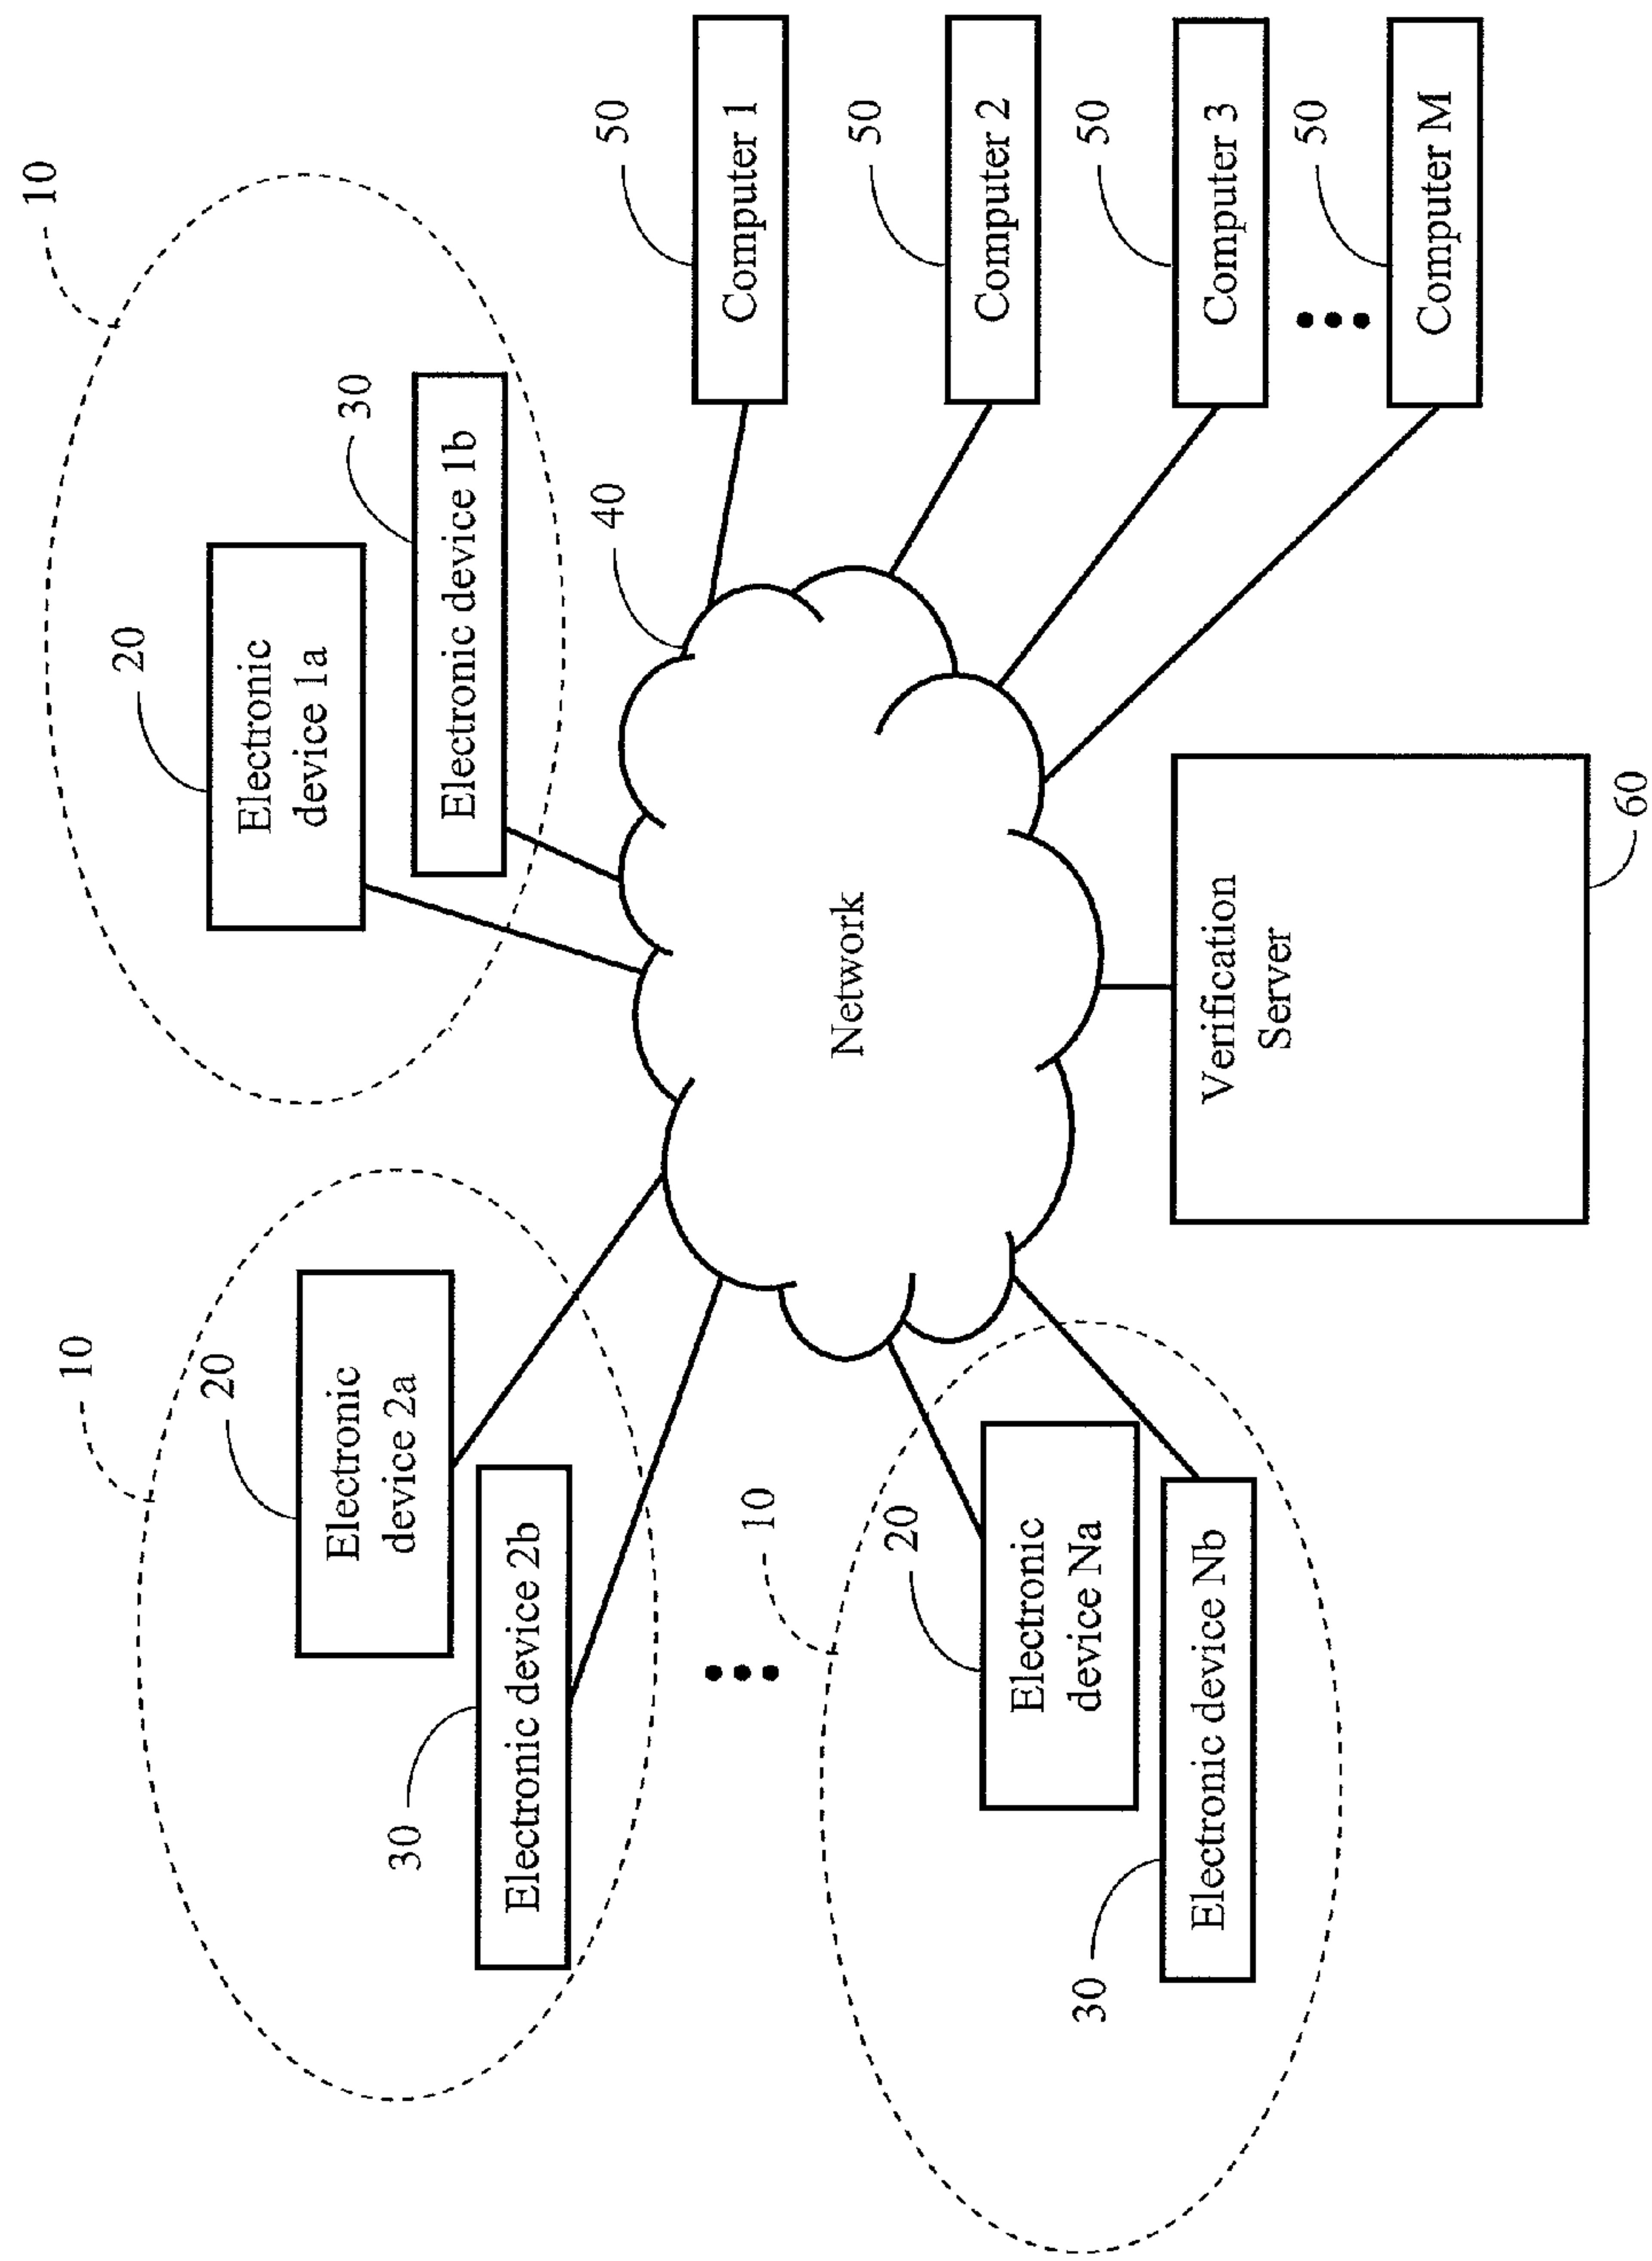 10
20
Electronic
device 2a
30
Electronic device 2b
10
20
Electronic
device 1a
30
Electronic device 1b
40
Network
50
Computer 1
50
Computer 2
50
Computer 3
50
Computer M
10
20
Electronic
device Na
30
Electronic device Nb
Verification
Server
60